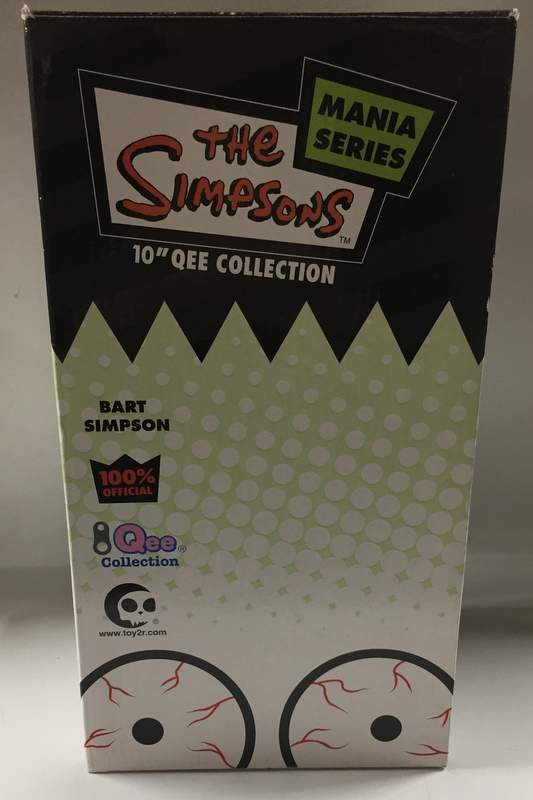 THE
SIMPSONS
TM
MANIA
SERIES
10" QEE COLLECTION
BART
SIMPSON
100%
OFFICIAL
Qee®
Collection
®
www.toy2r.com